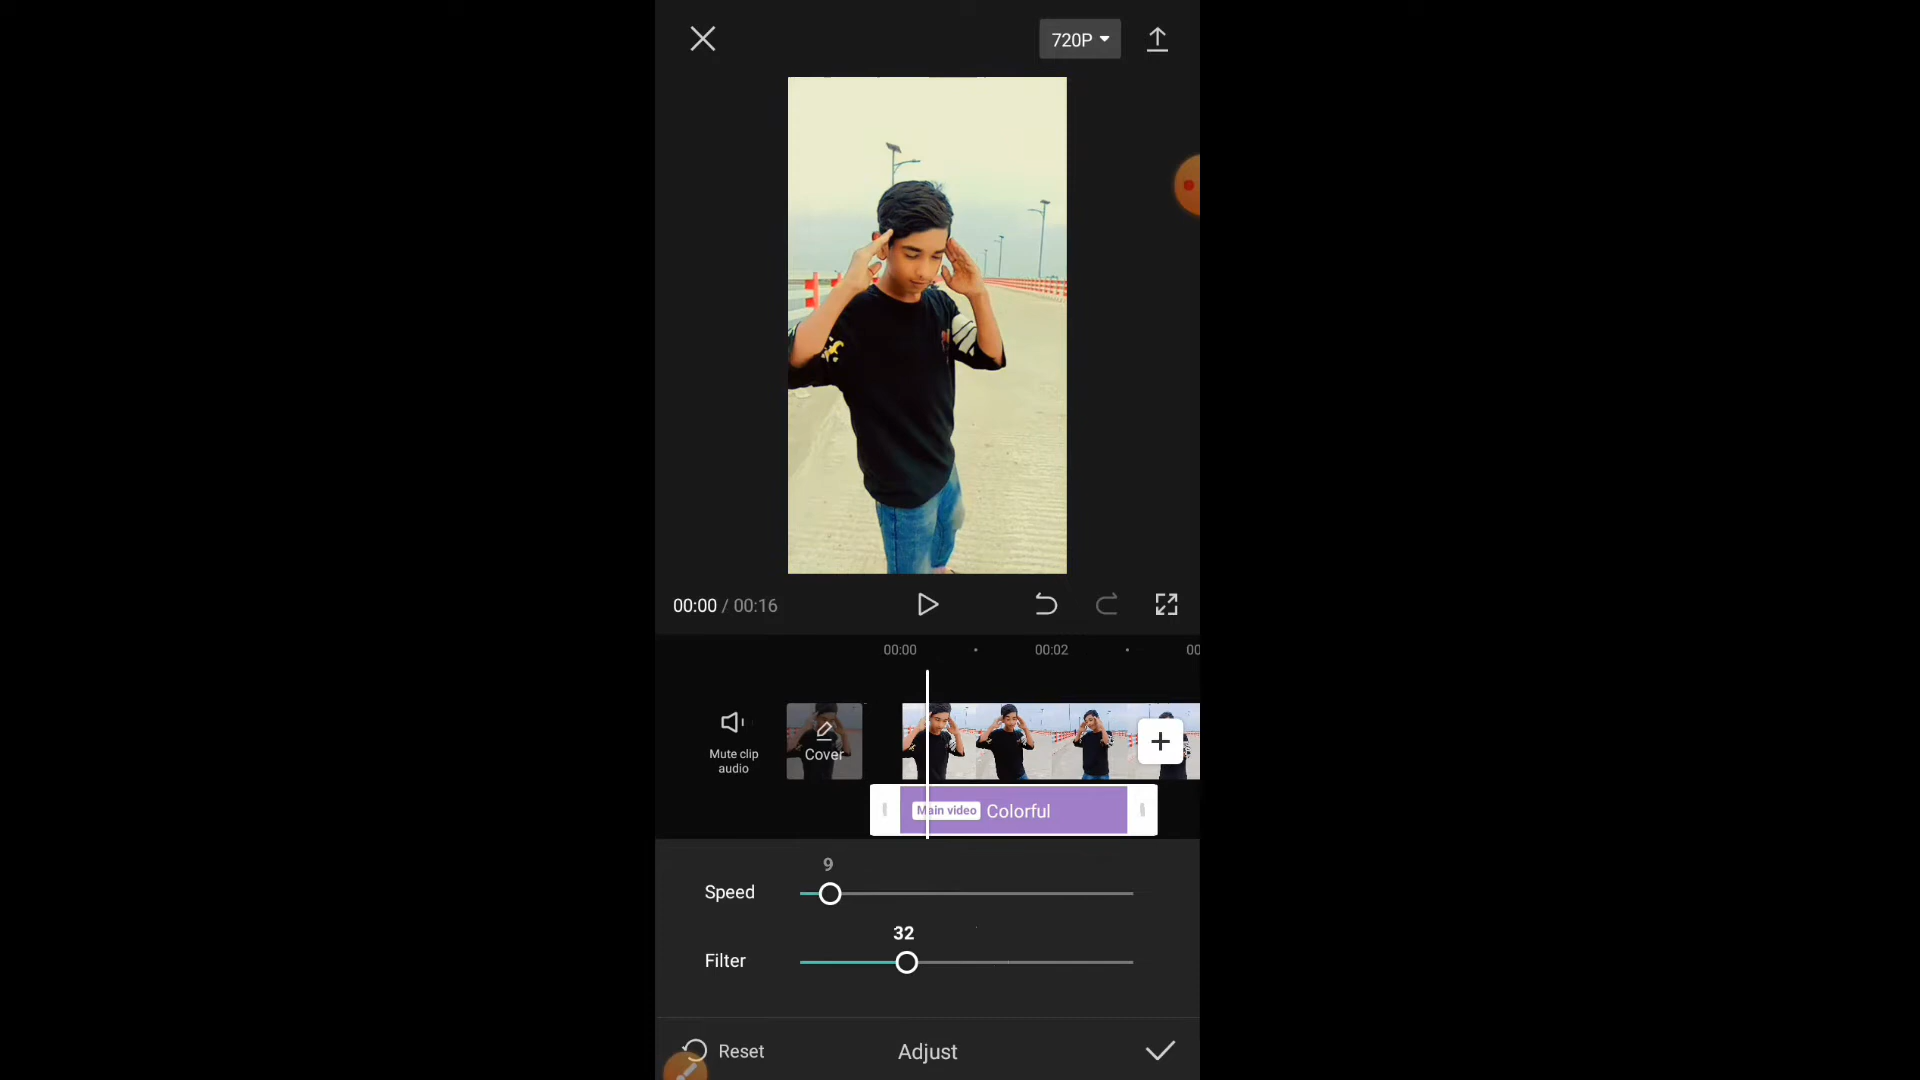 720P
00:00 / 00:16
00:00
00:02
00
Mute clip
audio
Cover
Main video Colorful
9
Speed
32
Filter
Reset
Adjust